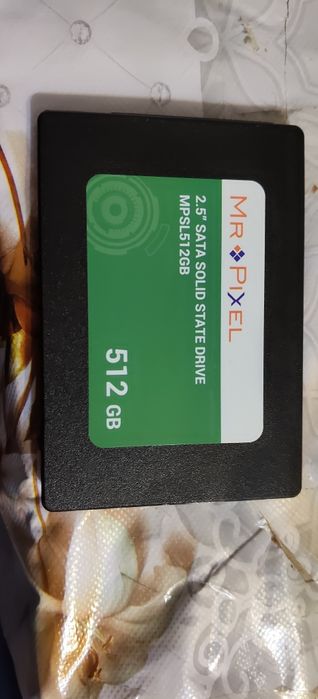 MR PIXEL
2.5" SATA SOLID STATE DRIVE
MPSL512GB
512 GB